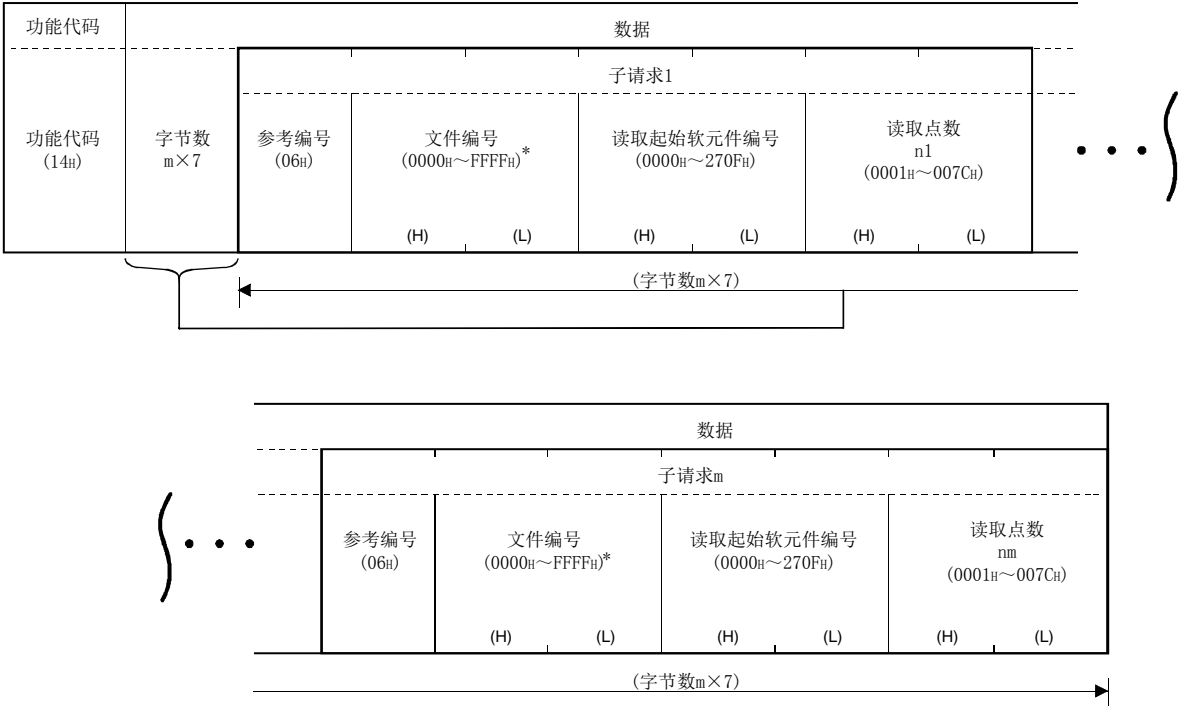 功能代码
数据
子请求1
功能代码
(14H)
字节数
m×7
参考编号
(06H)
文件编号
(0000H～FFFFH)*
读取起始软元件编号
(0000H～270FH)
读取点数
n1
(0001H～007CH)
(H) (L) (H) (L) (H) (L)
(字节数m×7)
数据
子请求m
参考编号
(06H)
文件编号
(0000H～FFFFH)*
读取起始软元件编号
(0000H～270FH)
读取点数
nm
(0001H～007CH)
(H) (L) (H) (L) (H) (L)
(字节数m×7)